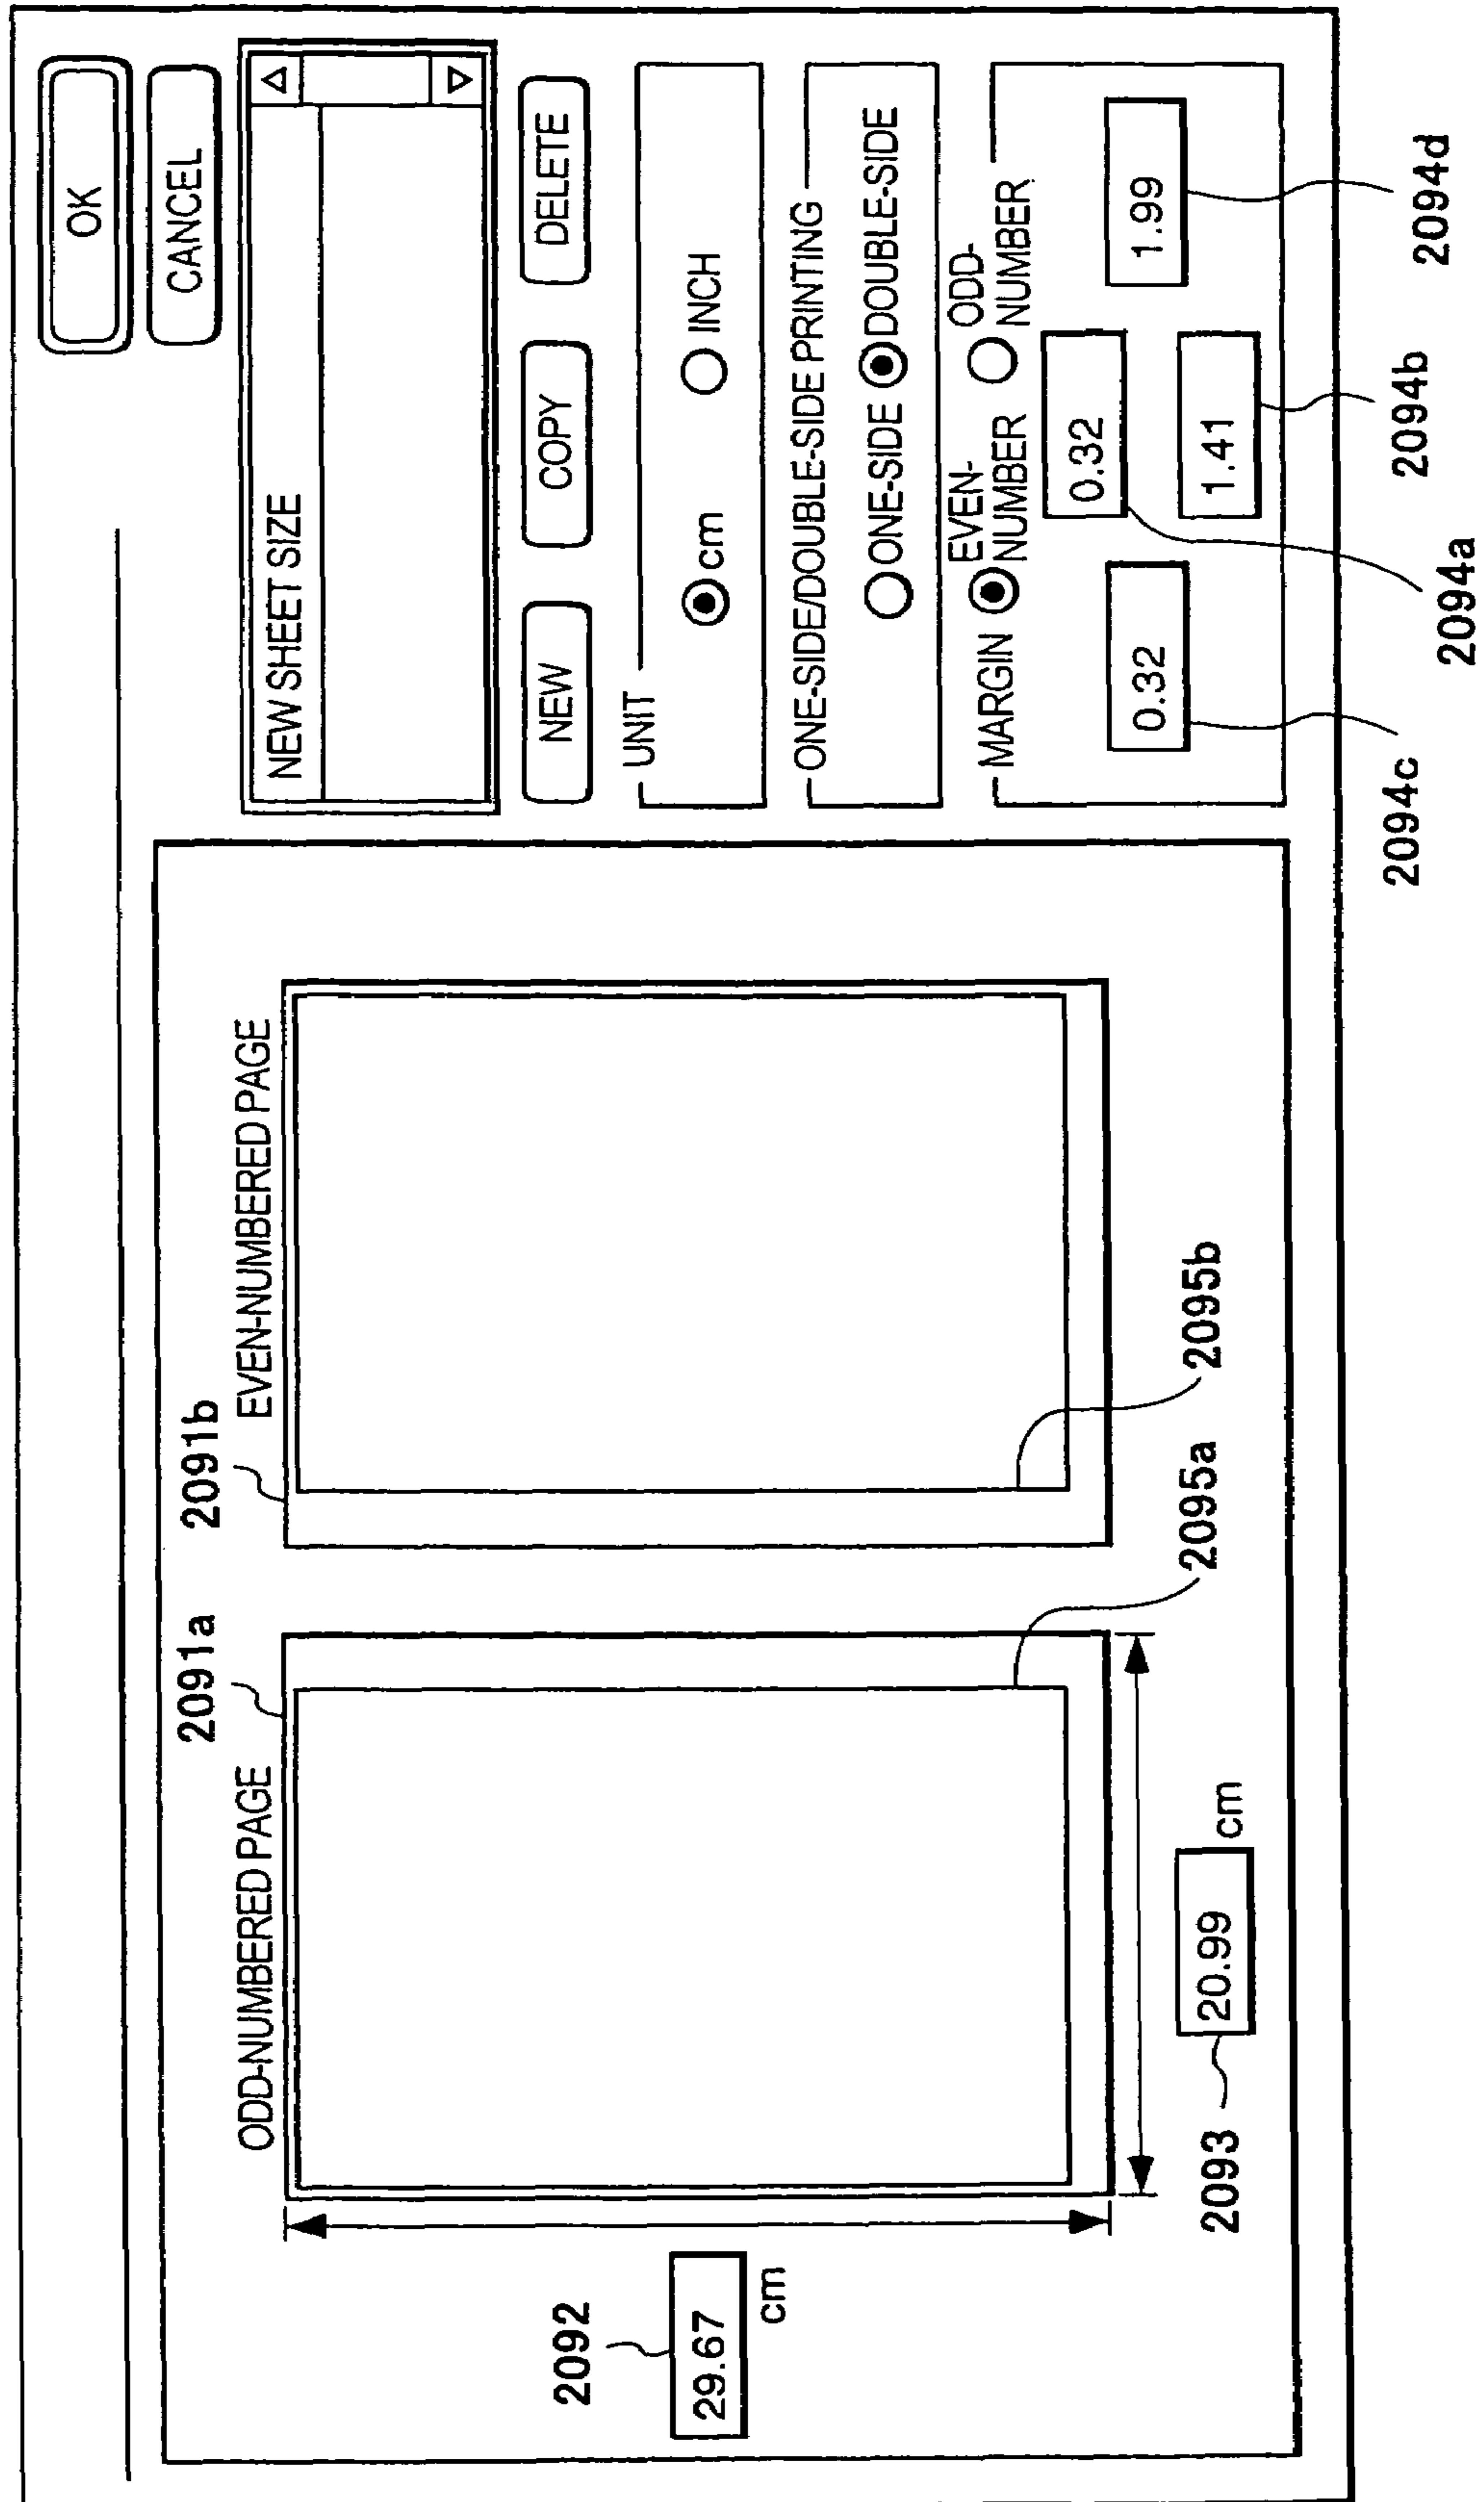 2091a
2091b
ODD-NUMBERED PAGE
EVEN-NUMBERED PAGE
2092
29.67
cm
2093
20.99
cm
2095a
2095b
OK
CANCEL
NEW SHEET SIZE
NEW
COPY
DELETE
UNIT
cm
INCH
ONE-SIDE/DOUBLE-SIDE PRINTING
ONE-SIDE
DOUBLE-SIDE
MARGIN
EVEN-
NUMBER
ODD-
NUMBER
0.32
0.32
1.99
1.41
2094c
2094a
2094b
2094d